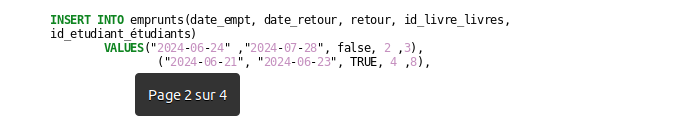 INSERT INTO emprunts(date_empt, date_retour, retour, id_livre_livres,
id_etudiant_étudiants)
VALUES("2024-06-24" ,"2024-07-28", false, 2 ,3),
("2024-06-21", "2024-06-23", TRUE, 4 ,8),
Page 2 sur 4